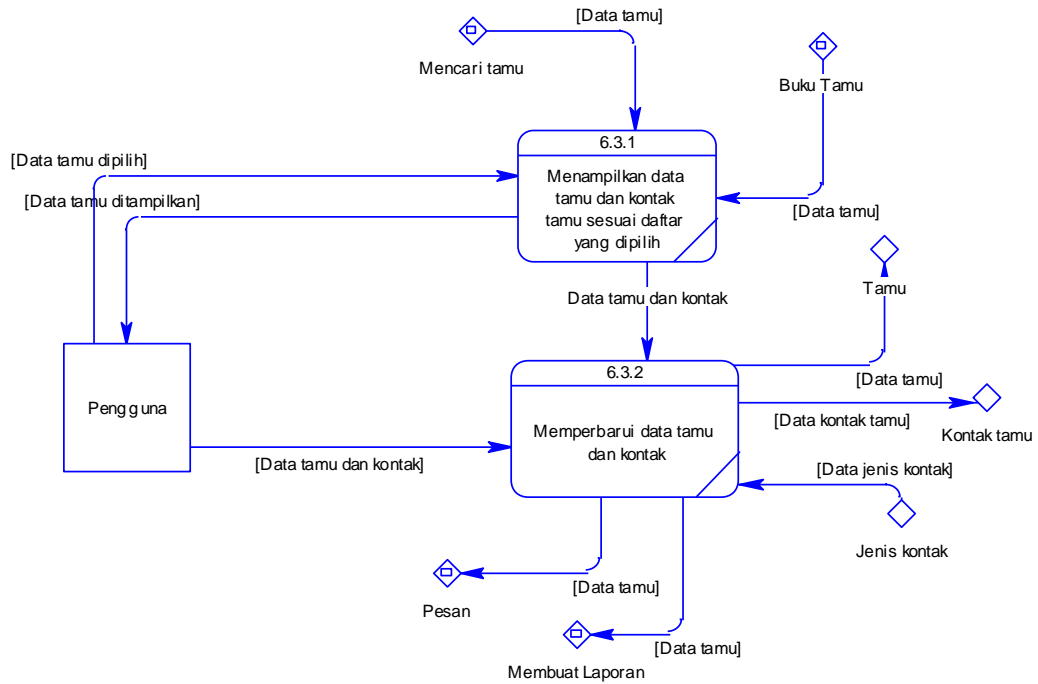 [Data tamu]
Mencari tamu
Buku Tamu
6.3.1
Menampilkan data
tamu dan kontak
tamu sesuai daftar
yang dipilih
[Data tamu dipilih]
[Data tamu ditampilkan]
[Data tamu]
Data tamu dan kontak
Tamu
6.3.2
Memperbarui data tamu
dan kontak
[Data tamu]
[Data kontak tamu]
Kontak tamu
Pengguna
[Data tamu dan kontak]
[Data jenis kontak]
Jenis kontak
[Data tamu]
Pesan
[Data tamu]
Membuat Laporan